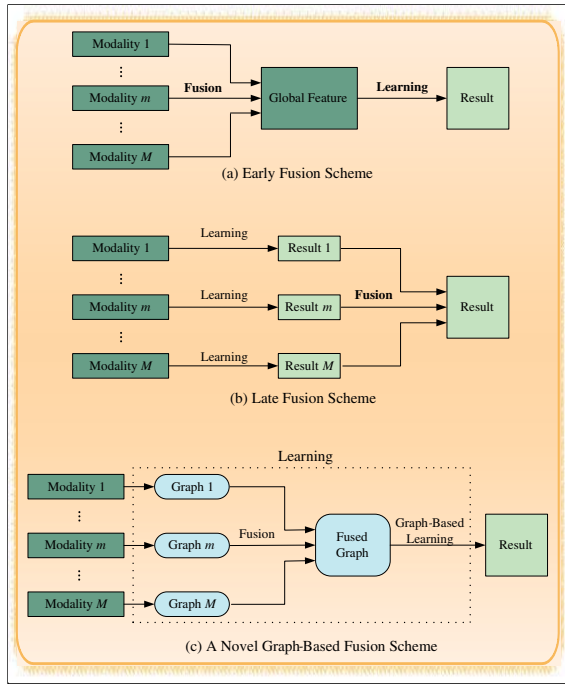 Modality 1
⋮
Modality m
⋮
Modality M
Fusion
Global Feature
Learning
Result
(a) Early Fusion Scheme
Modality 1
⋮
Modality m
⋮
Modality M
Learning
Learning
Learning
Result 1
⋮
Result m
⋮
Result M
Fusion
Result
(b) Late Fusion Scheme
Learning
Modality 1
⋮
Modality m
⋮
Modality M
Graph 1
⋮
Graph m
⋮
Graph M
Fusion
Fused
Graph
Graph-Based
Learning
Result
(c) A Novel Graph-Based Fusion Scheme